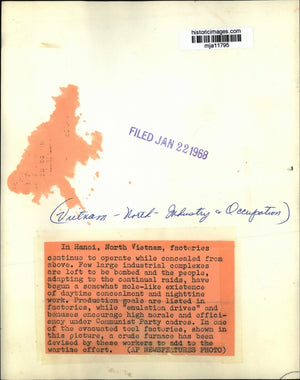 historicimages.com
mja11795
FILED JAN 22 1968
(Vietnam - North - Industry & Occupation)
In Hanoi, North Vietnam, factories
continue to operate while concealed from
above. Few large industrial complexes
are left to be bombed and the people,
adapting to the continual raids, have
begun a somewhat mole-like existence
of daytime concealment and nighttime
work. Production goals are listed in
factories, while "emulation drives" and
bonuses encourage high morale and effici-
ency under Communist Party cadres. In one
of the evacuated tool factories, shown in
this picture, a crude furnace has been
devised by these workers to add to the
wartime effort. (AP NEWSFEATURES PHOTO)